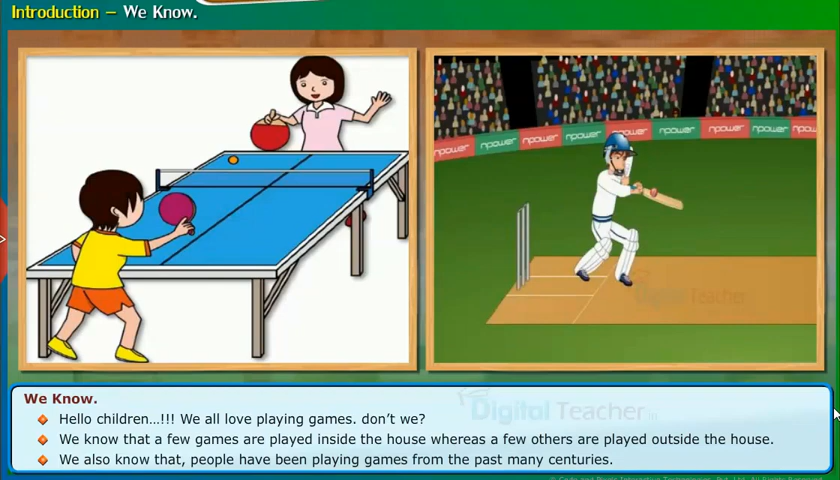 Introduction – We Know.
npower npower npower npower npower npower npower
Digital Teacher
We Know.
Hello children...!!! We all love playing games. don't we?
We know that a few games are played inside the house whereas a few others are played outside the house.
We also know that, people have been playing games from the past many centuries.
Digital Teacher.in